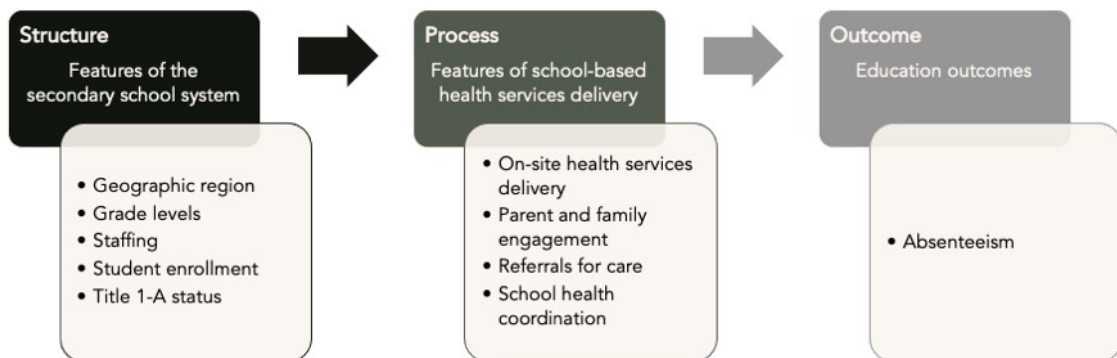 Structure
Features of the
secondary school system
• Geographic region
• Grade levels
• Staffing
• Student enrollment
• Title 1-A status
Process
Features of school-based
health services delivery
• On-site health services
delivery
• Parent and family
engagement
• Referrals for care
• School health
coordination
Outcome
Education outcomes
• Absenteeism